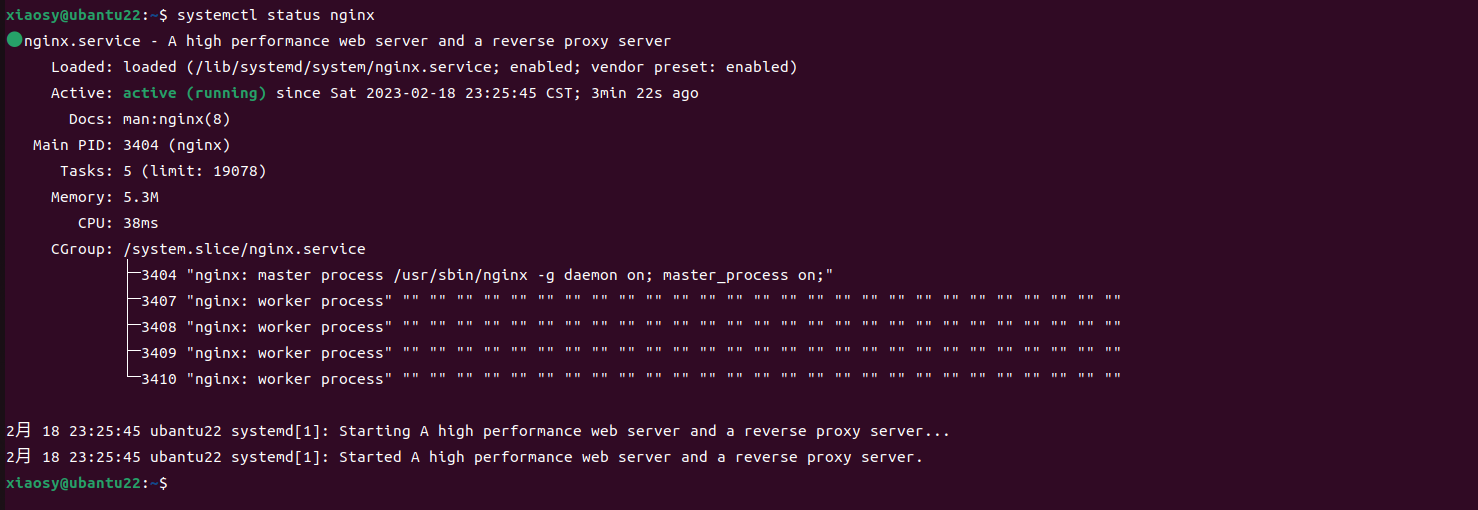 xiaosy@ubantu22:~$ systemctl status nginx
●nginx.service - A high performance web server and a reverse proxy server
     Loaded: loaded (/lib/systemd/system/nginx.service; enabled; vendor preset: enabled)
     Active: active (running) since Sat 2023-02-18 23:25:45 CST; 3min 22s ago
       Docs: man:nginx(8)
   Main PID: 3404 (nginx)
      Tasks: 5 (limit: 19078)
     Memory: 5.3M
        CPU: 38ms
     CGroup: /system.slice/nginx.service
             ├─3404 "nginx: master process /usr/sbin/nginx -g daemon on; master_process on;"
             ├─3407 "nginx: worker process" "" "" "" "" "" "" "" "" "" "" "" "" "" "" "" "" "" "" "" "" "" "" "" "" "" "" ""
             ├─3408 "nginx: worker process" "" "" "" "" "" "" "" "" "" "" "" "" "" "" "" "" "" "" "" "" "" "" "" "" "" "" ""
             ├─3409 "nginx: worker process" "" "" "" "" "" "" "" "" "" "" "" "" "" "" "" "" "" "" "" "" "" "" "" "" "" "" ""
             └─3410 "nginx: worker process" "" "" "" "" "" "" "" "" "" "" "" "" "" "" "" "" "" "" "" "" "" "" "" "" "" "" ""
2月 18 23:25:45 ubantu22 systemd[1]: Starting A high performance web server and a reverse proxy server...
2月 18 23:25:45 ubantu22 systemd[1]: Started A high performance web server and a reverse proxy server.
xiaosy@ubantu22:~$